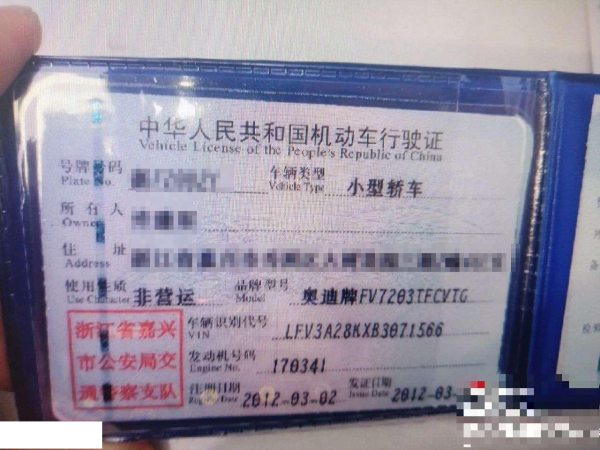 中华人民共和国机动车行驶证
Vehicle License of the People's Republic of China
号牌号码 车辆类型 小型轿车
Plate No. Vehicle Type
所有人
Owner
住址
Address
使用性质 非营运 品牌型号 奥迪牌FV7203TFCVTG
Use Character Model
浙江省嘉兴 车辆识别代号 LFV3A28KXB3071566
VIN
市公安局交 发动机号码 170341
Engine No.
通警察支队 注册日期 2012-03-02 发证日期 2012-03-
Register Date Issue Date